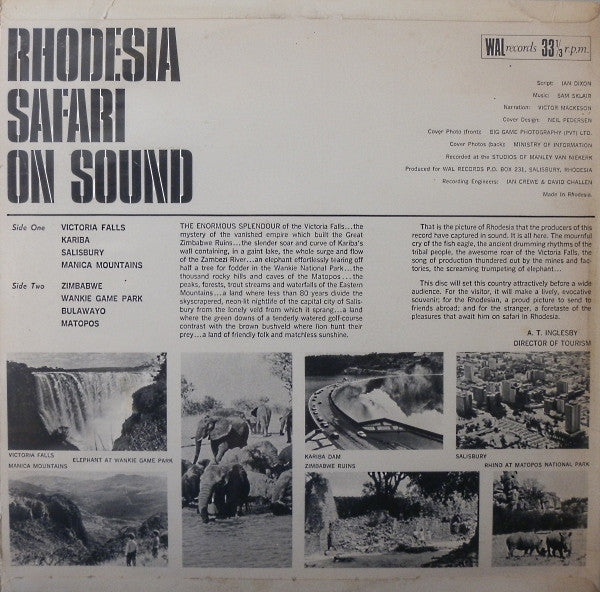 RHODESIA
SAFARI
ON SOUND
WAL records 33 1/3 r.p.m.
Script: IAN DIXON
Music: SAM SKLAIR
Narration: VICTOR MACKESON
Cover Design: NEIL PEDERSEN
Cover Photo (front): BIG GAME PHOTOGRAPHY (PVT) LTD.
Cover Photos (back): MINISTRY OF INFORMATION
Recorded at the STUDIOS OF MANLEY VAN NIEKERK
Produced for WAL RECORDS P.O. BOX 231, SALISBURY, RHODESIA
Recording Engineers: IAN CREWE & DAVID CHALLEN
Made in Rhodesia.
Side One VICTORIA FALLS
KARIBA
SALISBURY
MANICA MOUNTAINS
Side Two ZIMBABWE
WANKIE GAME PARK
BULAWAYO
MATOPOS
THE ENORMOUS SPLENDOUR of the Victoria Falls...the
mystery of the vanished empire which built the Great
Zimbabwe Ruins...the slender soar and curve of Kariba's
wall containing, in a gaint lake, the whole surge and flow
of the Zambezi River...an elephant effortlessly tearing off
half a tree for fodder in the Wankie National Park...the
thousand rocky hills and caves of the Matopos...the
peaks, forests, trout streams and waterfalls of the Eastern
Mountains...a land where less than 80 years divide the
skyscrapered, neon-lit nightlife of the capital city of Salis-
bury from the lonely veld from which it sprang...a land
where the green downs of a tenderly watered golf-course
contrast with the brown bushveld where lion hunt their
prey...a land of friendly folk and matchless sunshine.
That is the picture of Rhodesia that the producers of this
record have captured in sound. It is all here. The mournful
cry of the fish eagle, the ancient drumming rhythms of the
tribal people, the awesome roar of the Victoria Falls, the
song of production thundered out by the mines and fac-
tories, the screaming trumpeting of elephant...
This disc will set this country attractively before a wide
audience. For the visitor, it will make a lively, evocative
souvenir; for the Rhodesian, a proud picture to send to
friends abroad; and for the stranger, a foretaste of the
pleasures that await him on safari in Rhodesia.
A. T. INGLESBY
DIRECTOR OF TOURISM
VICTORIA FALLS
MANICA MOUNTAINS
ELEPHANT AT WANKIE GAME PARK
KARIBA DAM
ZIMBABWE RUINS
SALISBURY
RHINO AT MATOPOS NATIONAL PARK